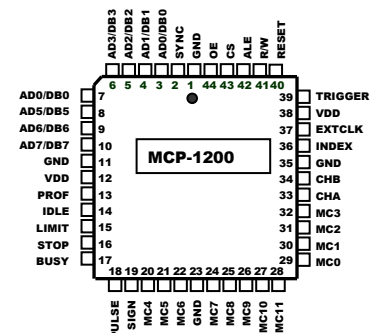 AD3/DB3
AD2/DB2
AD1/DB1
AD0/DB0
SYNC
GND
OE
CS
ALE
R/W
RESET
6 5 4 3 2 1 44 43 42 41 40
AD0/DB0 7
AD5/DB5 8
AD6/DB6 9
AD7/DB7 10
GND 11
VDD 12
PROF 13
IDLE 14
LIMIT 15
STOP 16
BUSY 17
MCP-1200
39 TRIGGER
38 VDD
37 EXTCLK
36 INDEX
35 GND
34 CHB
33 CHA
32 MC3
31 MC2
30 MC1
29 MC0
18 19 20 21 22 23 24 25 26 27 28
SIGN
MC4
MC5
MC6
GND
MC7
MC8
MC9
MC10
MC11